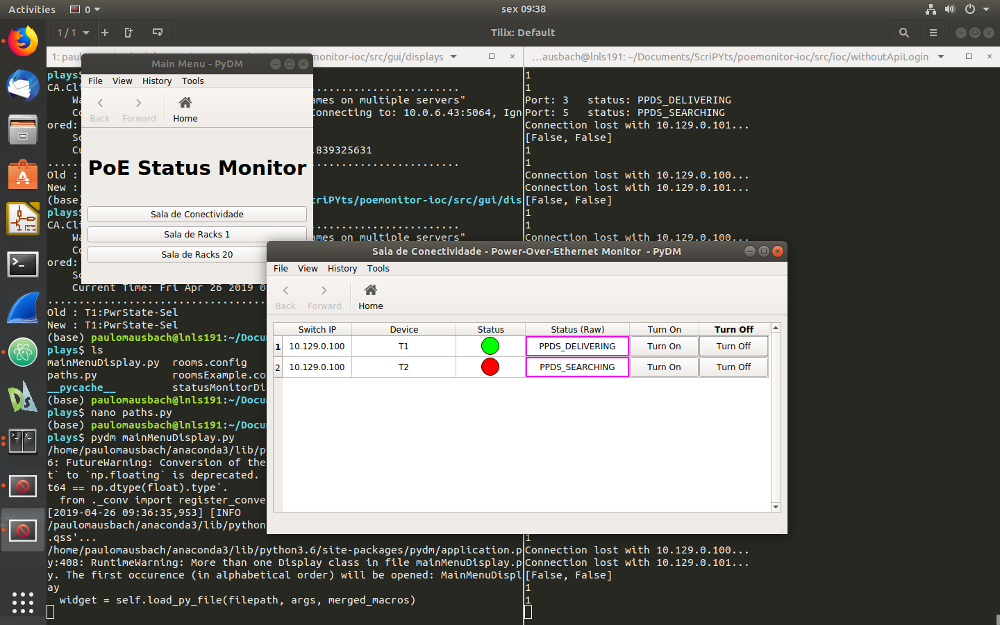 Activities
0
sex 09:38
1 / 1
Tilix: Default
1: pau
emonitor-ioc/src/gui/displays
...ausbach@lnls191: ~/Documents/ScriPYts/poemonitor-ioc/src/ioc/withoutApiLogin
plays$
CA.Cli
........................
Wa
ames on multiple servers"
Co
Connecting to: 10.0.6.43:5064, Ign
ored:
So
Cu
.839325631
Old :
New :
(base)
criPYts/poemonitor-ioc/src/gui/dis
plays$
CA.Cli
........................
Wa
ames on multiple servers"
Co
ored:
So
Current Time: Fri Apr 26 2019 0
...................................
Old : T1:PwrState-Sel
New : T1:PwrState-Sel
(base) paulomausbach@lnls191:~/Docu
plays$ ls
mainMenuDisplay.py rooms.config
paths.py roomsExample.co
__pycache__ statusMonitorDi
(base) paulomausbach@lnls191:~/Docu
plays$ nano paths.py
(base) paulomausbach@lnls191:~/Docu
plays$ pydm mainMenuDisplay.py
/home/paulomausbach/anaconda3/lib/p
6: FutureWarning: Conversion of the
t` to `np.floating` is deprecated.
t64 == np.dtype(float).type`.
from ._conv import register_conve
[2019-04-26 09:36:35,953] [INFO
/paulomausbach/anaconda3/lib/python
.qss'...
/home/paulomausbach/anaconda3/lib/python3.6/site-packages/pydm/application.p
y:408: RuntimeWarning: More than one Display class in file mainMenuDisplay.p
y. The first occurence (in alphabetical order) will be opened: MainMenuDispl
ay
widget = self.load_py_file(filepath, args, merged_macros)
1
1
Port: 3 status: PPDS_DELIVERING
Port: 5 status: PPDS_SEARCHING
Connection lost with 10.129.0.101...
[False, False]
1
1
Connection lost with 10.129.0.100...
Connection lost with 10.129.0.101...
[False, False]
1
1
Connection lost with 10.129.0.100...
1
Connection lost with 10.129.0.100...
Connection lost with 10.129.0.101...
[False, False]
1
1
Main Menu - PyDM
File View History Tools
Back Forward Home
PoE Status Monitor
Sala de Conectividade
Sala de Racks 1
Sala de Racks 20
Sala de Conectividade - Power-Over-Ethernet Monitor - PyDM
File View History Tools
Back Forward Home
Switch IP Device Status Status (Raw) Turn On Turn Off
1 10.129.0.100 T1 PPDS_DELIVERING Turn On Turn Off
2 10.129.0.100 T2 PPDS_SEARCHING Turn On Turn Off